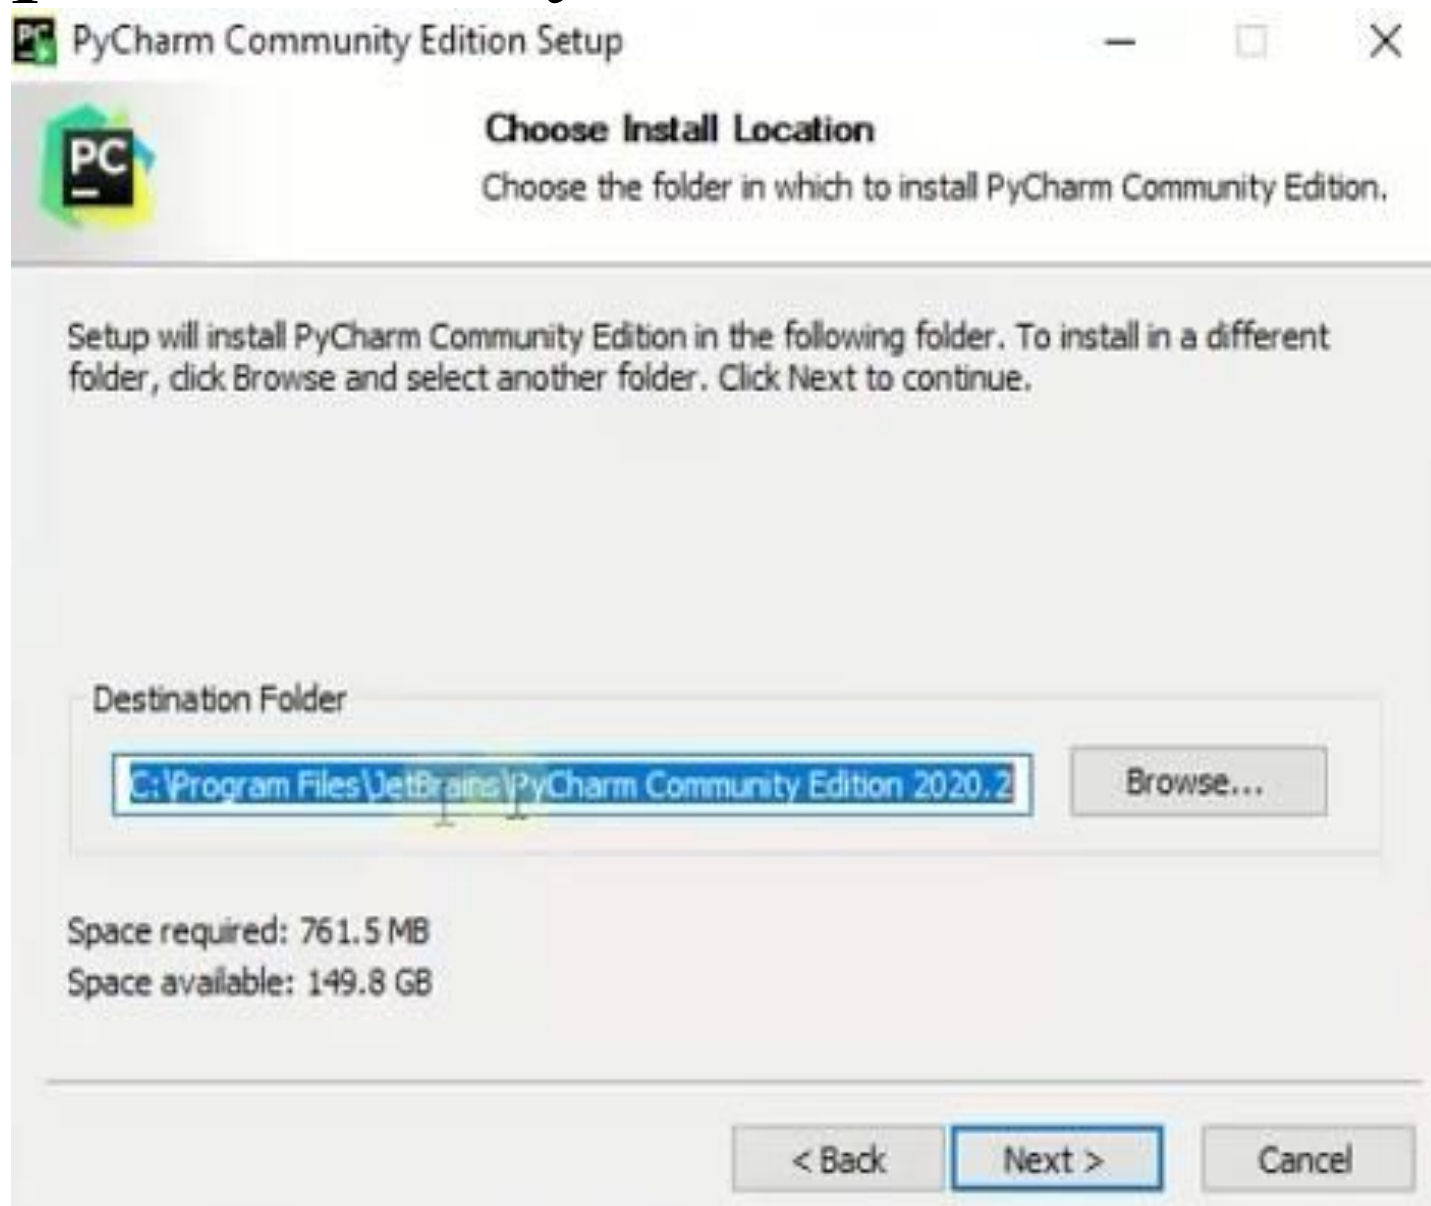 PyCharm Community Edition Setup
PC
Choose Install Location
Choose the folder in which to install PyCharm Community Edition.
Setup will install PyCharm Community Edition in the following folder. To install in a different
folder, click Browse and select another folder. Click Next to continue.
Destination Folder
C:\Program Files\JetBrains\PyCharm Community Edition 2020.2
Browse...
Space required: 761.5 MB
Space available: 149.8 GB
< Back
Next >
Cancel